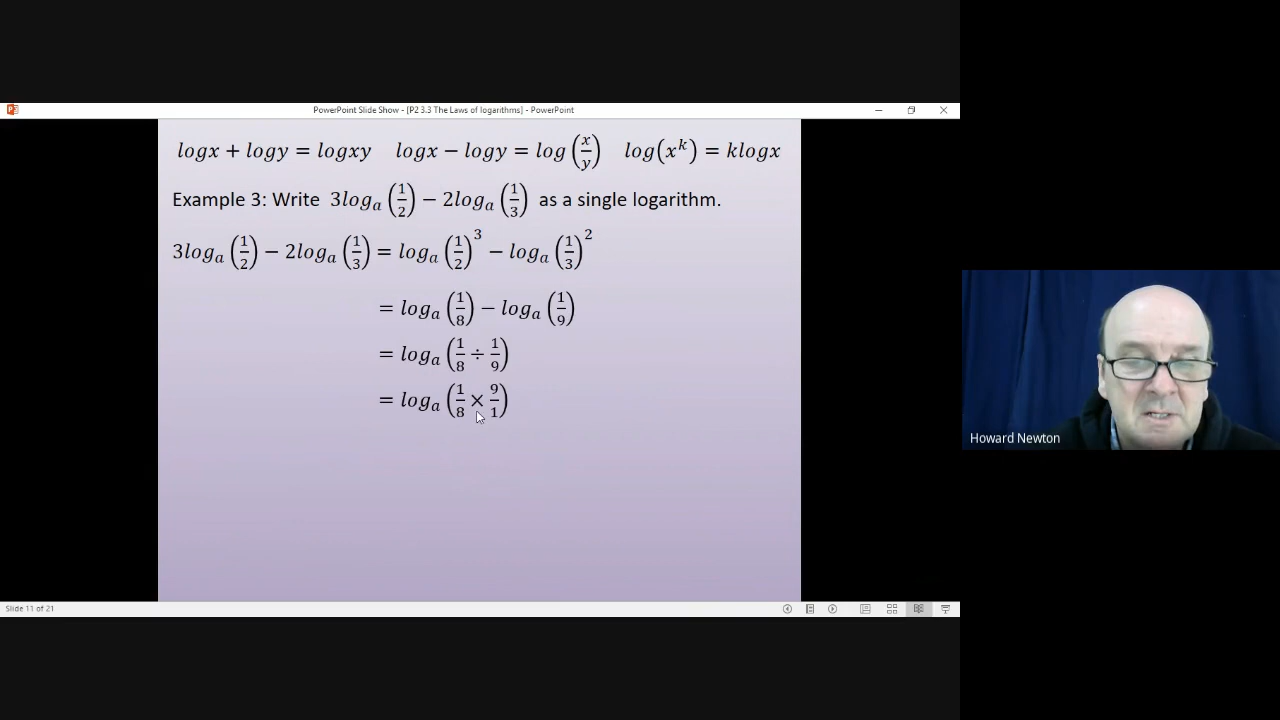 PowerPoint Slide Show - [P2 3.3 The Laws of logarithms] - PowerPoint
logx + logy = logxy logx − logy = log(x/y) log(x^k) = klogx
Example 3: Write 3log_a(1/2) − 2log_a(1/3) as a single logarithm.
3log_a(1/2) − 2log_a(1/3) = log_a(1/2)^3 − log_a(1/3)^2
= log_a(1/8) − log_a(1/9)
= log_a(1/8 ÷ 1/9)
= log_a(1/8 × 9/1)
Howard Newton
Slide 11 of 21